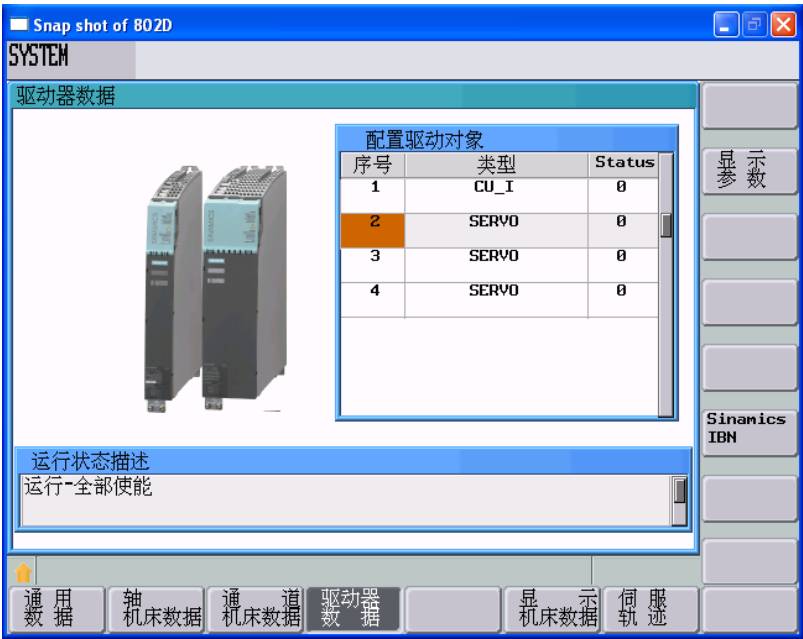 Snap shot of 802D
SYSTEM
驱动器数据
配置驱动对象
序号 类型 Status
1 CU_I 0
2 SERVO 0
3 SERVO 0
4 SERVO 0
显示
参数
Sinamics
IBN
运行状态描述
运行-全部使能
通用
数据
轴
机床数据
通道
机床数据
驱动器
数据
显示
机床数据
伺服
轨迹